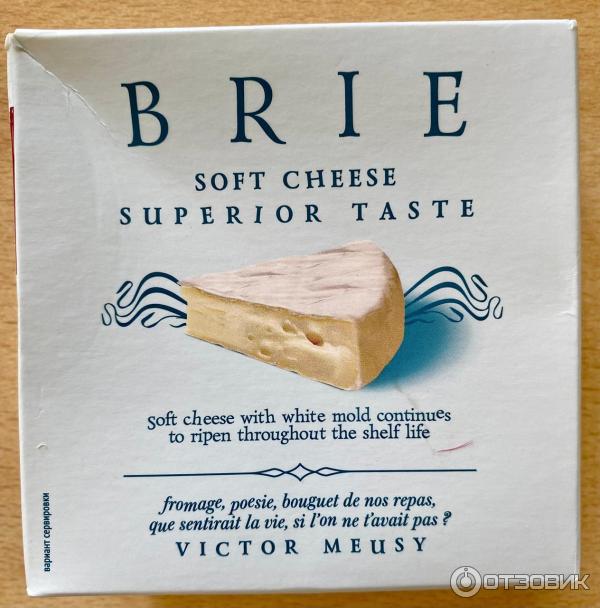 BRIE
SOFT CHEESE
SUPERIOR TASTE
soft cheese with white mold continues
to ripen throughout the shelf life
fromage, poesie, bouquet de nos repas,
que sentirait la vie, si l'on ne t'avait pas ?
VICTOR MEUSY
вариант сервировки
ОТЗОВИК